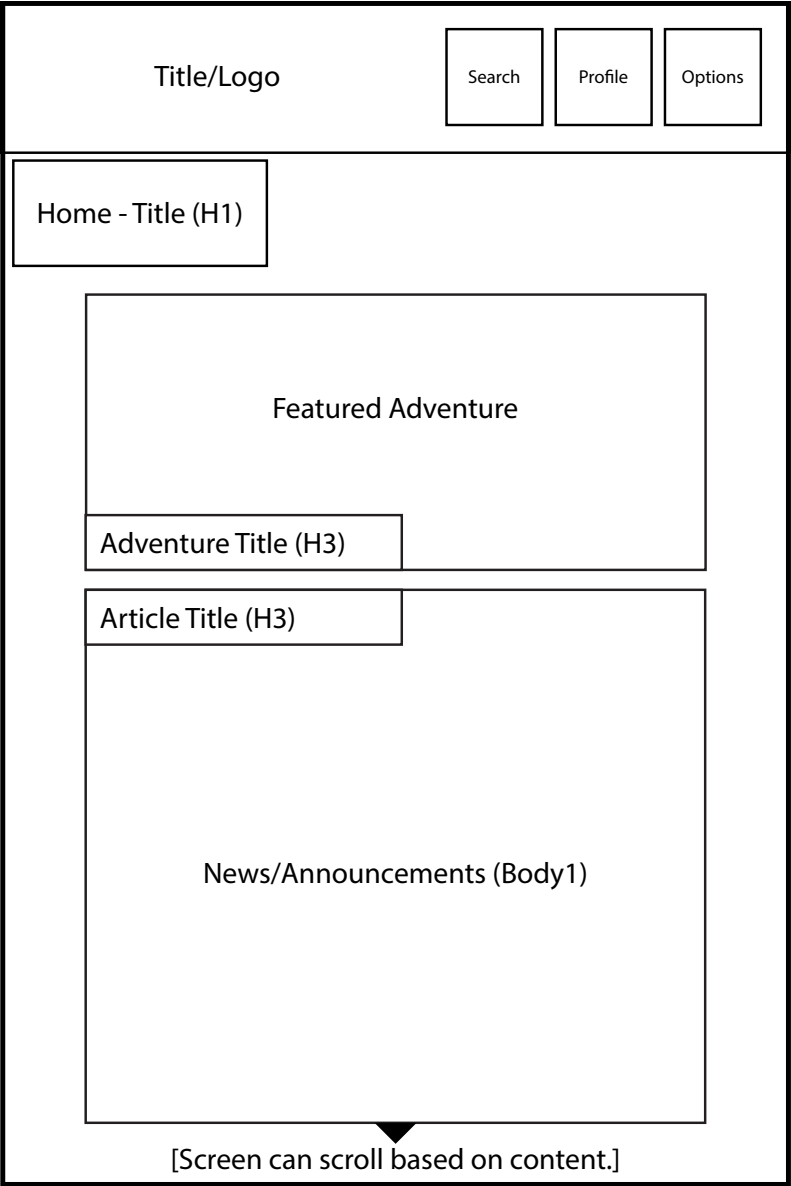 Title/Logo
Search
Profile
Options
Home - Title (H1)
Featured Adventure
Adventure Title (H3)
Article Title (H3)
News/Announcements (Body1)
[Screen can scroll based on content.]